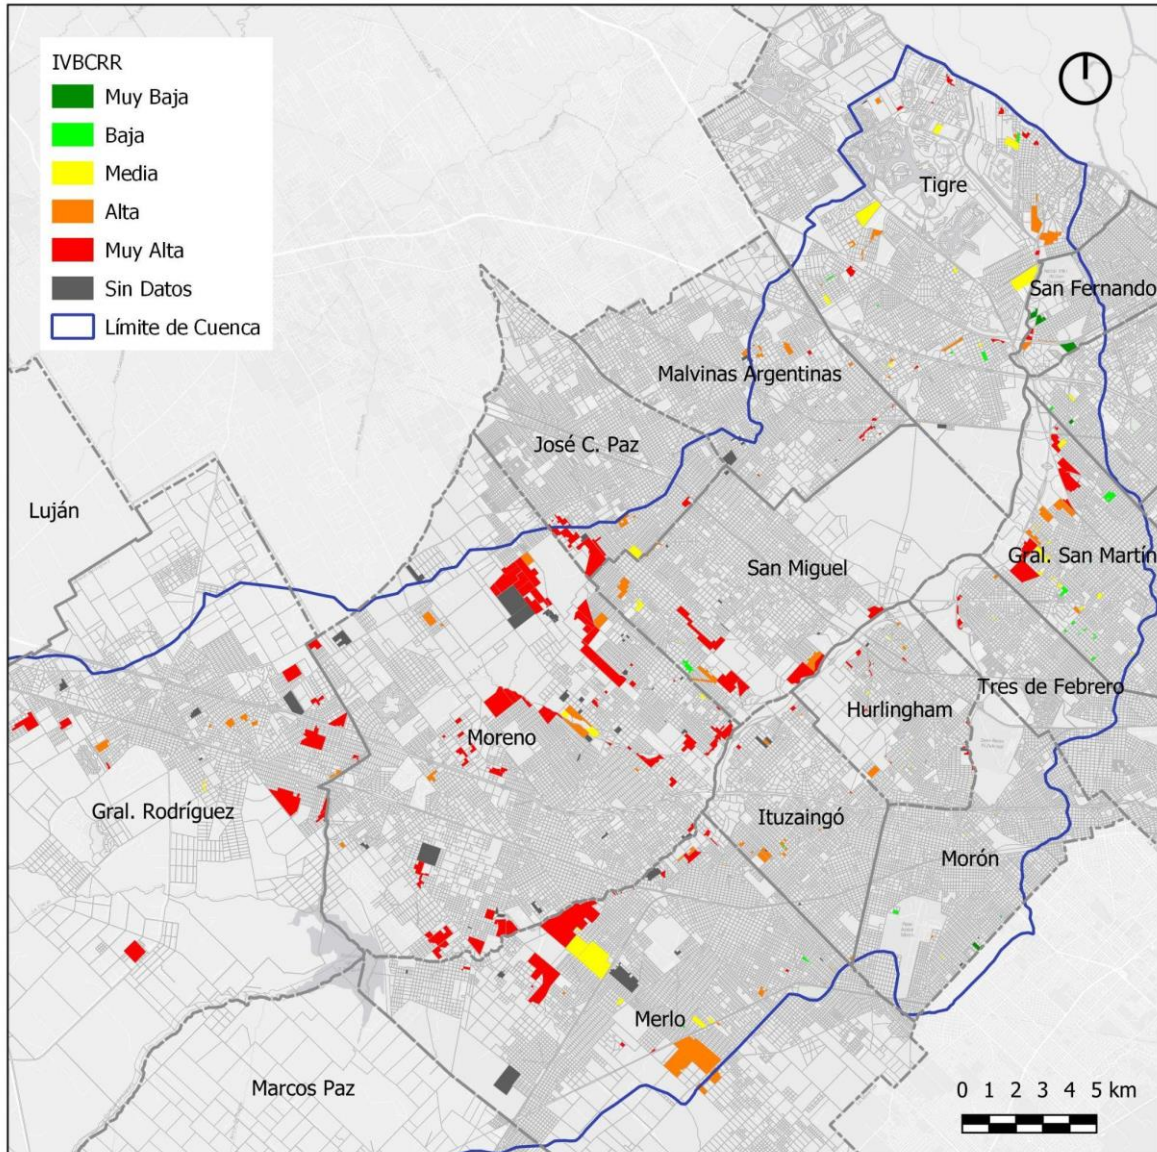 IVBCRR
Muy Baja
Baja
Media
Alta
Muy Alta
Sin Datos
Límite de Cuenca
Tigre
San Fernando
Malvinas Argentinas
José C. Paz
Luján
San Miguel
Gral. San Martín
Tres de Febrero
Hurlingham
Moreno
Gral. Rodríguez
Ituzaingó
Morón
Merlo
Marcos Paz
0 1 2 3 4 5 km